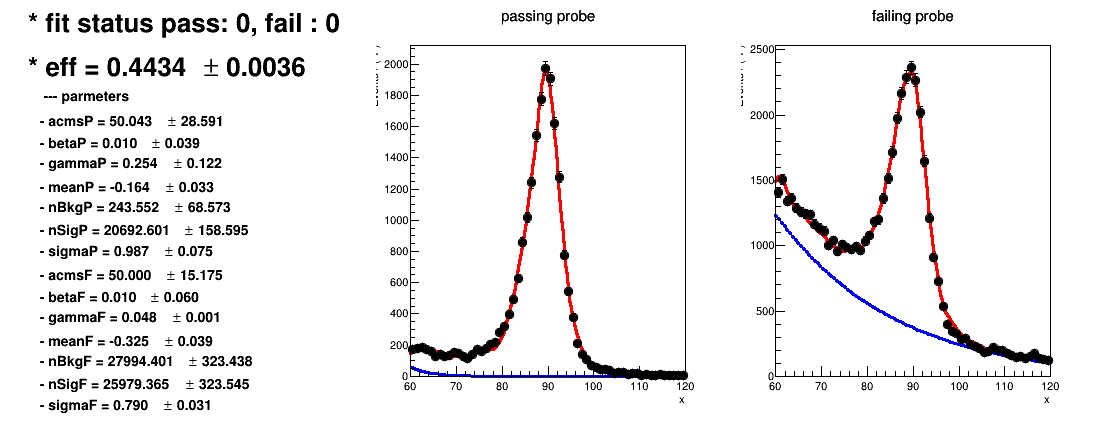 * fit status pass: 0, fail : 0
* eff = 0.4434 ± 0.0036
--- parmeters
- acmsP = 50.043 ± 28.591
- betaP = 0.010 ± 0.039
- gammaP = 0.254 ± 0.122
- meanP = -0.164 ± 0.033
- nBkgP = 243.552 ± 68.573
- nSigP = 20692.601 ± 158.595
- sigmaP = 0.987 ± 0.075
- acmsF = 50.000 ± 15.175
- betaF = 0.010 ± 0.060
- gammaF = 0.048 ± 0.001
- meanF = -0.325 ± 0.039
- nBkgF = 27994.401 ± 323.438
- nSigF = 25979.365 ± 323.545
- sigmaF = 0.790 ± 0.031
passing probe
2000
1800
1600
1400
1200
1000
800
600
400
200
0
60 70 80 90 100 110 120
x
failing probe
2500
2000
1500
1000
500
0
60 70 80 90 100 110 120
x